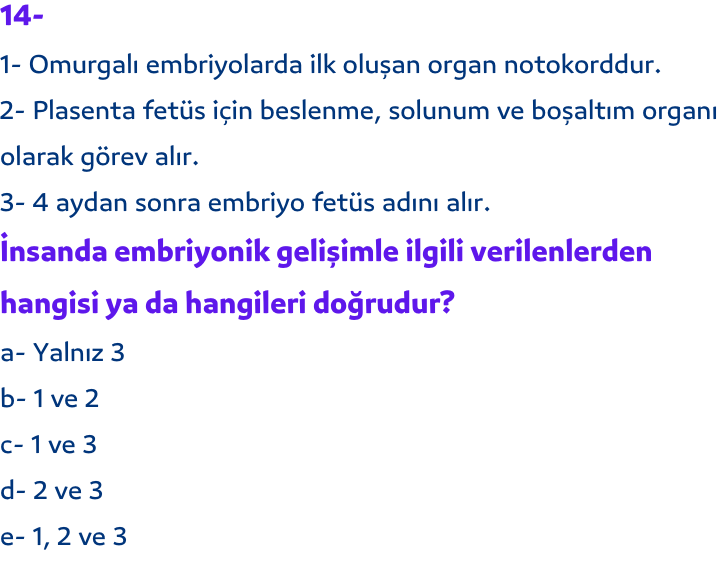 14-
1- Omurgalı embriyolarda ilk oluşan organ notokorddur.
2- Plasenta fetüs için beslenme, solunum ve boşaltım organı
olarak görev alır.
3- 4 aydan sonra embriyo fetüs adını alır.
İnsanda embriyonik gelişimle ilgili verilenlerden
hangisi ya da hangileri doğrudur?
a- Yalnız 3
b- 1 ve 2
c- 1 ve 3
d- 2 ve 3
e- 1, 2 ve 3